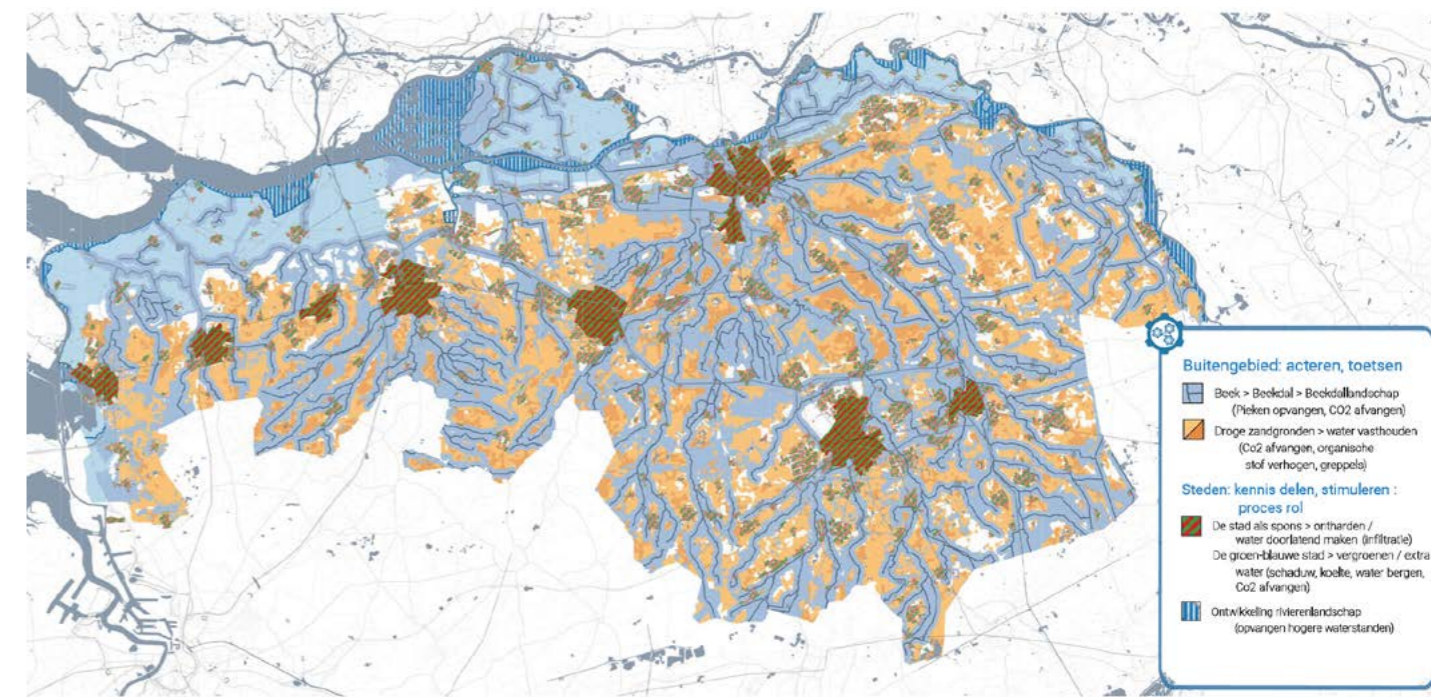 Buitengebied: acteren, toetsen
Beek > Beekdal > Beekdallandschap
(Pieken opvangen, CO2 afvangen)
Droge zandgronden > water vasthouden
(Co2 afvangen, organische
stof verhogen, greppels)
Steden: kennis delen, stimuleren :
proces rol
De stad als spons > ontharden /
water doorlatend maken (infiltratie)
De groen-blauwe stad > vergroenen / extra
water (schaduw, koelte, water bergen,
Co2 afvangen)
Ontwikkeling rivierenlandschap
(opvangen hogere waterstanden)